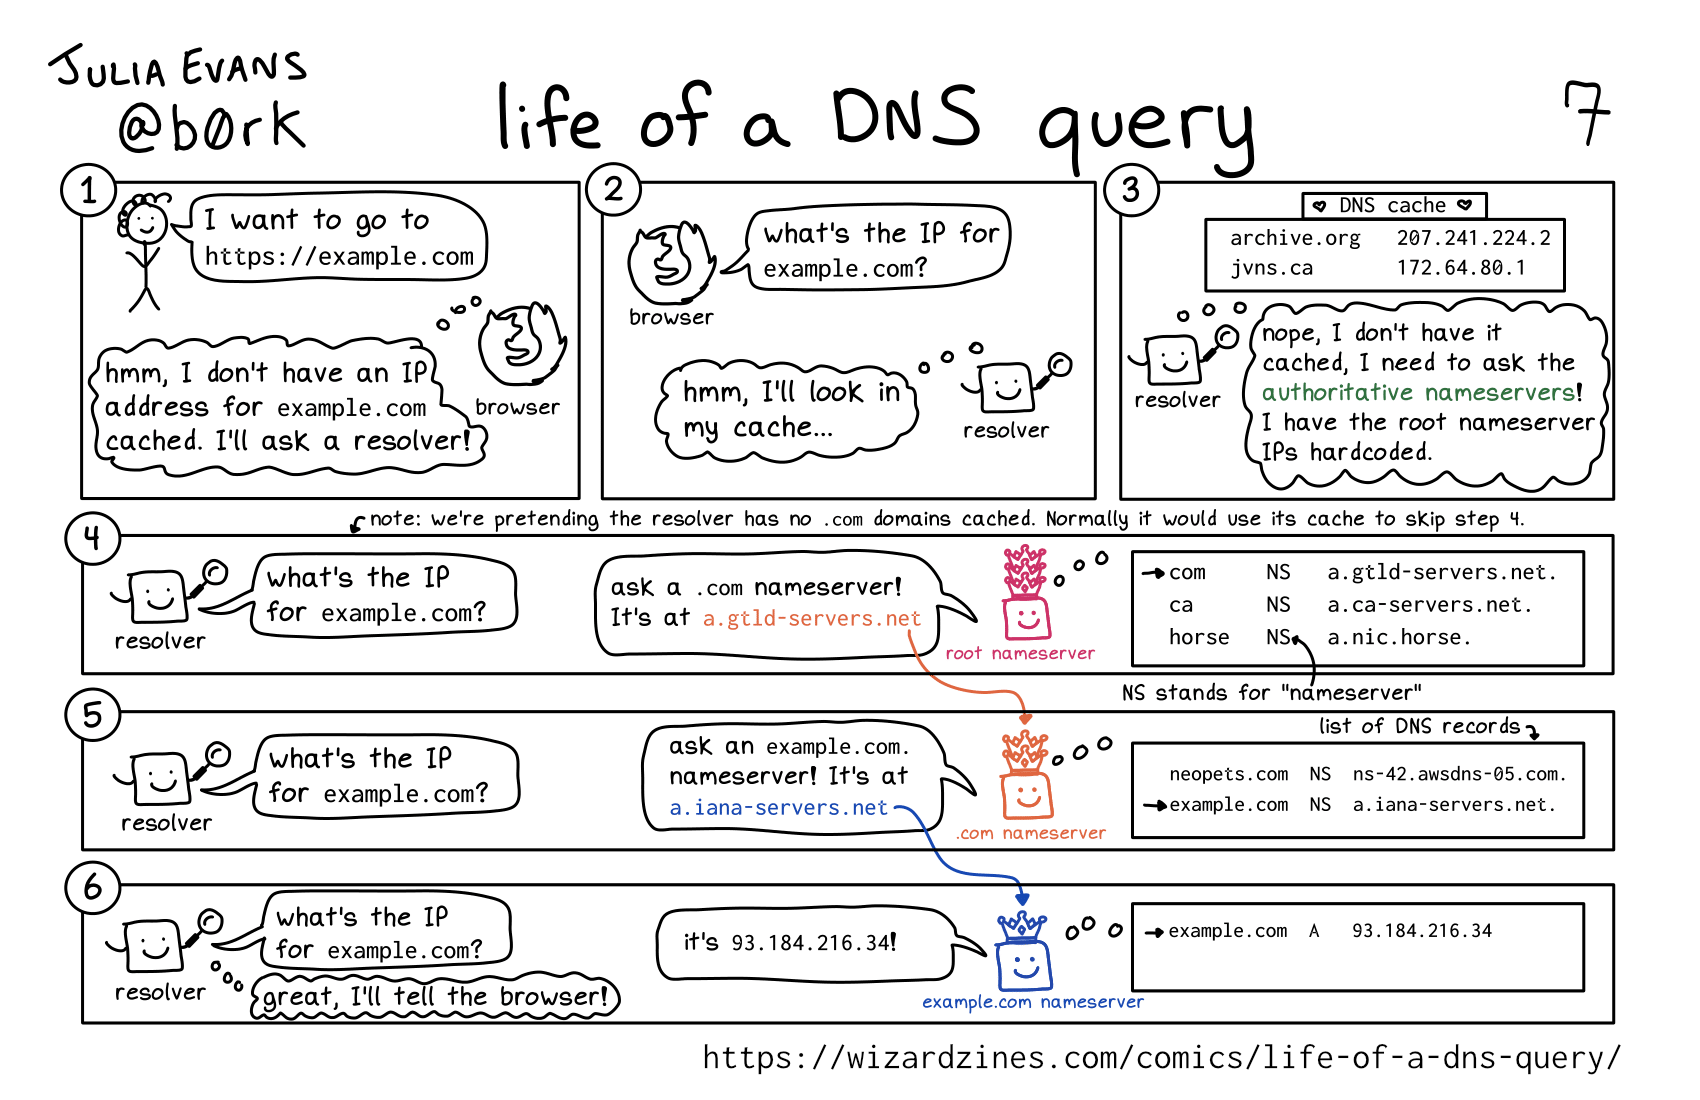 JULIA EVANS
@b0rk
life of a DNS query
7
1
I want to go to
https://example.com
browser
hmm, I don't have an IP
address for example.com
cached. I'll ask a resolver!
2
what's the IP for
example.com?
browser
hmm, I'll look in
my cache...
resolver
3
♥ DNS cache ♥
archive.org 207.241.224.2
jvns.ca 172.64.80.1
resolver
nope, I don't have it
cached, I need to ask the
authoritative nameservers!
I have the root nameserver
IPs hardcoded.
note: we're pretending the resolver has no .com domains cached. Normally it would use its cache to skip step 4.
4
resolver
what's the IP
for example.com?
ask a .com nameserver!
It's at a.gtld-servers.net
root nameserver
com NS a.gtld-servers.net.
ca NS a.ca-servers.net.
horse NS a.nic.horse.
NS stands for "nameserver"
5
resolver
what's the IP
for example.com?
ask an example.com.
nameserver! It's at
a.iana-servers.net
.com nameserver
list of DNS records
neopets.com NS ns-42.awsdns-05.com.
example.com NS a.iana-servers.net.
6
resolver
what's the IP
for example.com?
great, I'll tell the browser!
it's 93.184.216.34!
example.com nameserver
example.com A 93.184.216.34
https://wizardzines.com/comics/life-of-a-dns-query/